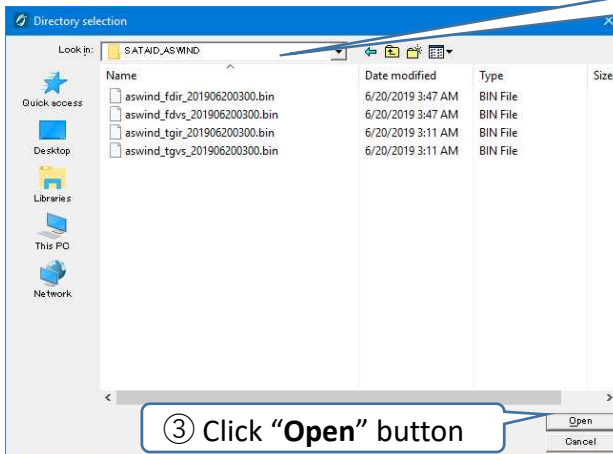 Directory selection
Look in: SATAID_ASWIND
Name Date modified Type Size
aswind_fdir_201906200300.bin 6/20/2019 3:47 AM BIN File
aswind_fdvs_201906200300.bin 6/20/2019 3:47 AM BIN File
aswind_tgir_201906200300.bin 6/20/2019 3:11 AM BIN File
aswind_tgvs_201906200300.bin 6/20/2019 3:11 AM BIN File
Quick access
Desktop
Libraries
This PC
Network
③ Click “Open” button
Open
Cancel